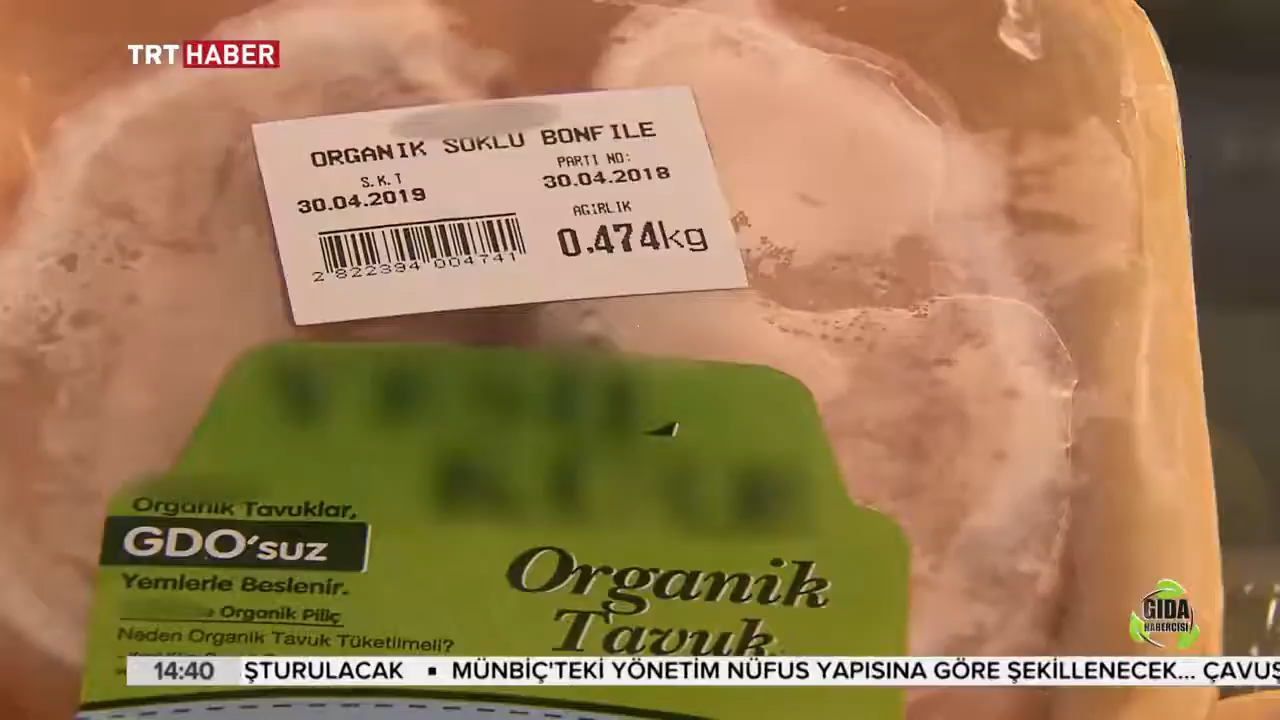 TRT HABER
ORGANIK SOKLU BONFILE
S.K.T
30.04.2019
PARTI NO:
30.04.2018
AGIRLIK
0.474kg
2 822394 004741
Organik Tavuklar,
GDO'suz
Yemlerle Beslenir.
Organik Piliç
Neden Organik Tavuk Tüketilmeli?
Organik
Tavuk
GIDA
HABERCİSİ
14:40 ŞTURULACAK ▪ MÜNBİÇ'TEKİ YÖNETİM NÜFUS YAPISINA GÖRE ŞEKİLLENECEK... ÇAVUŞ